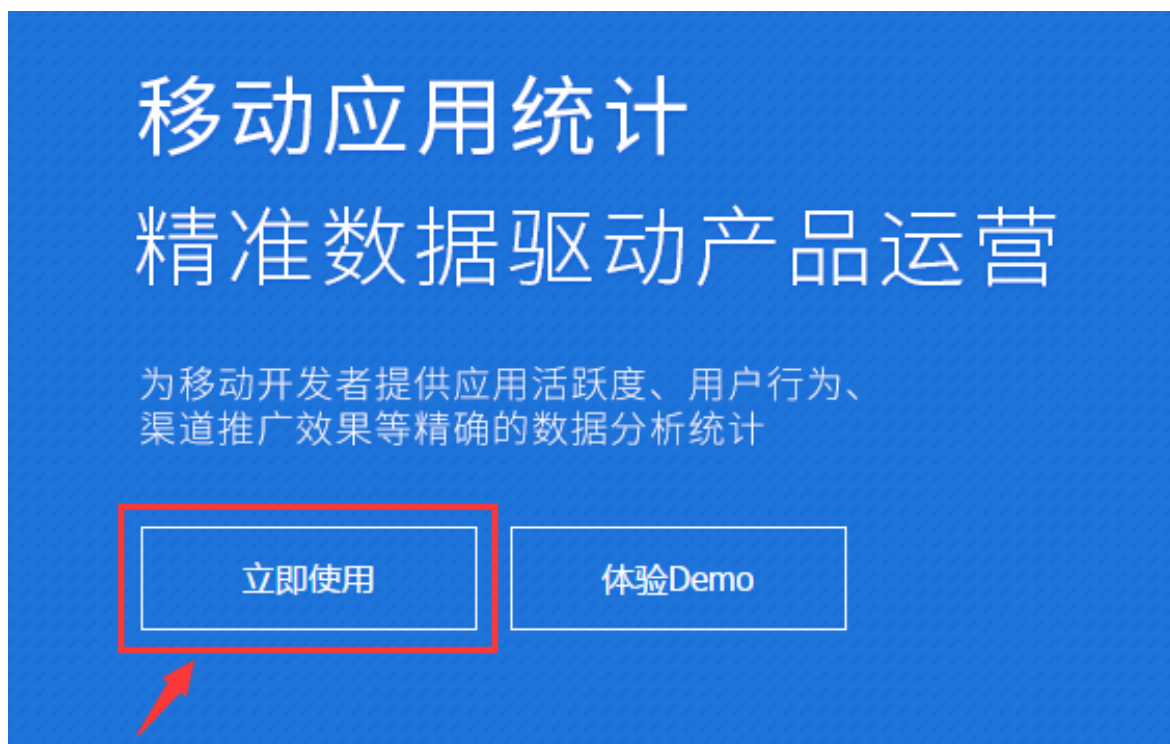 移动应用统计
精准数据驱动产品运营
为移动开发者提供应用活跃度、用户行为、
渠道推广效果等精确的数据分析统计
立即使用
体验Demo